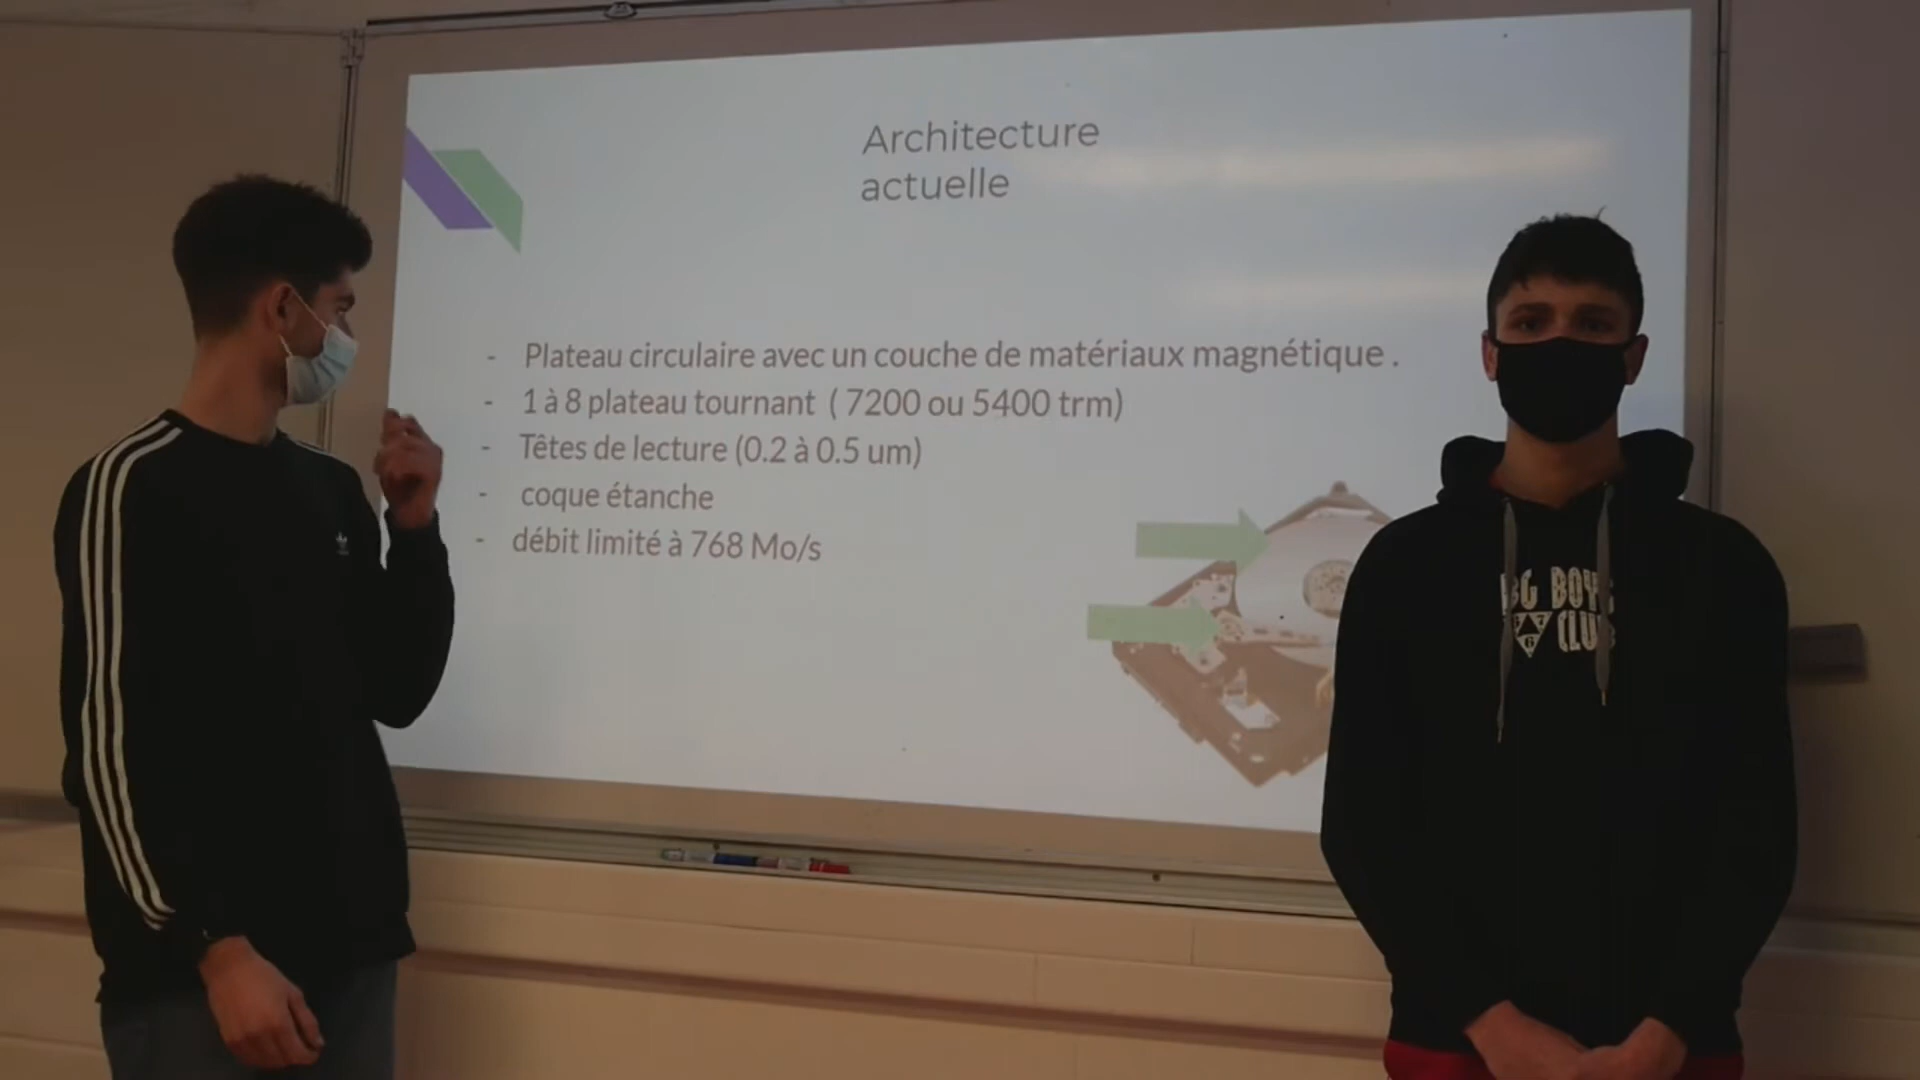 Architecture
actuelle
- Plateau circulaire avec un couche de matériaux magnétique .
- 1 à 8 plateau tournant ( 7200 ou 5400 trm)
- Têtes de lecture (0.2 à 0.5 um)
- coque étanche
- débit limité à 768 Mo/s
BOYS
CLUB